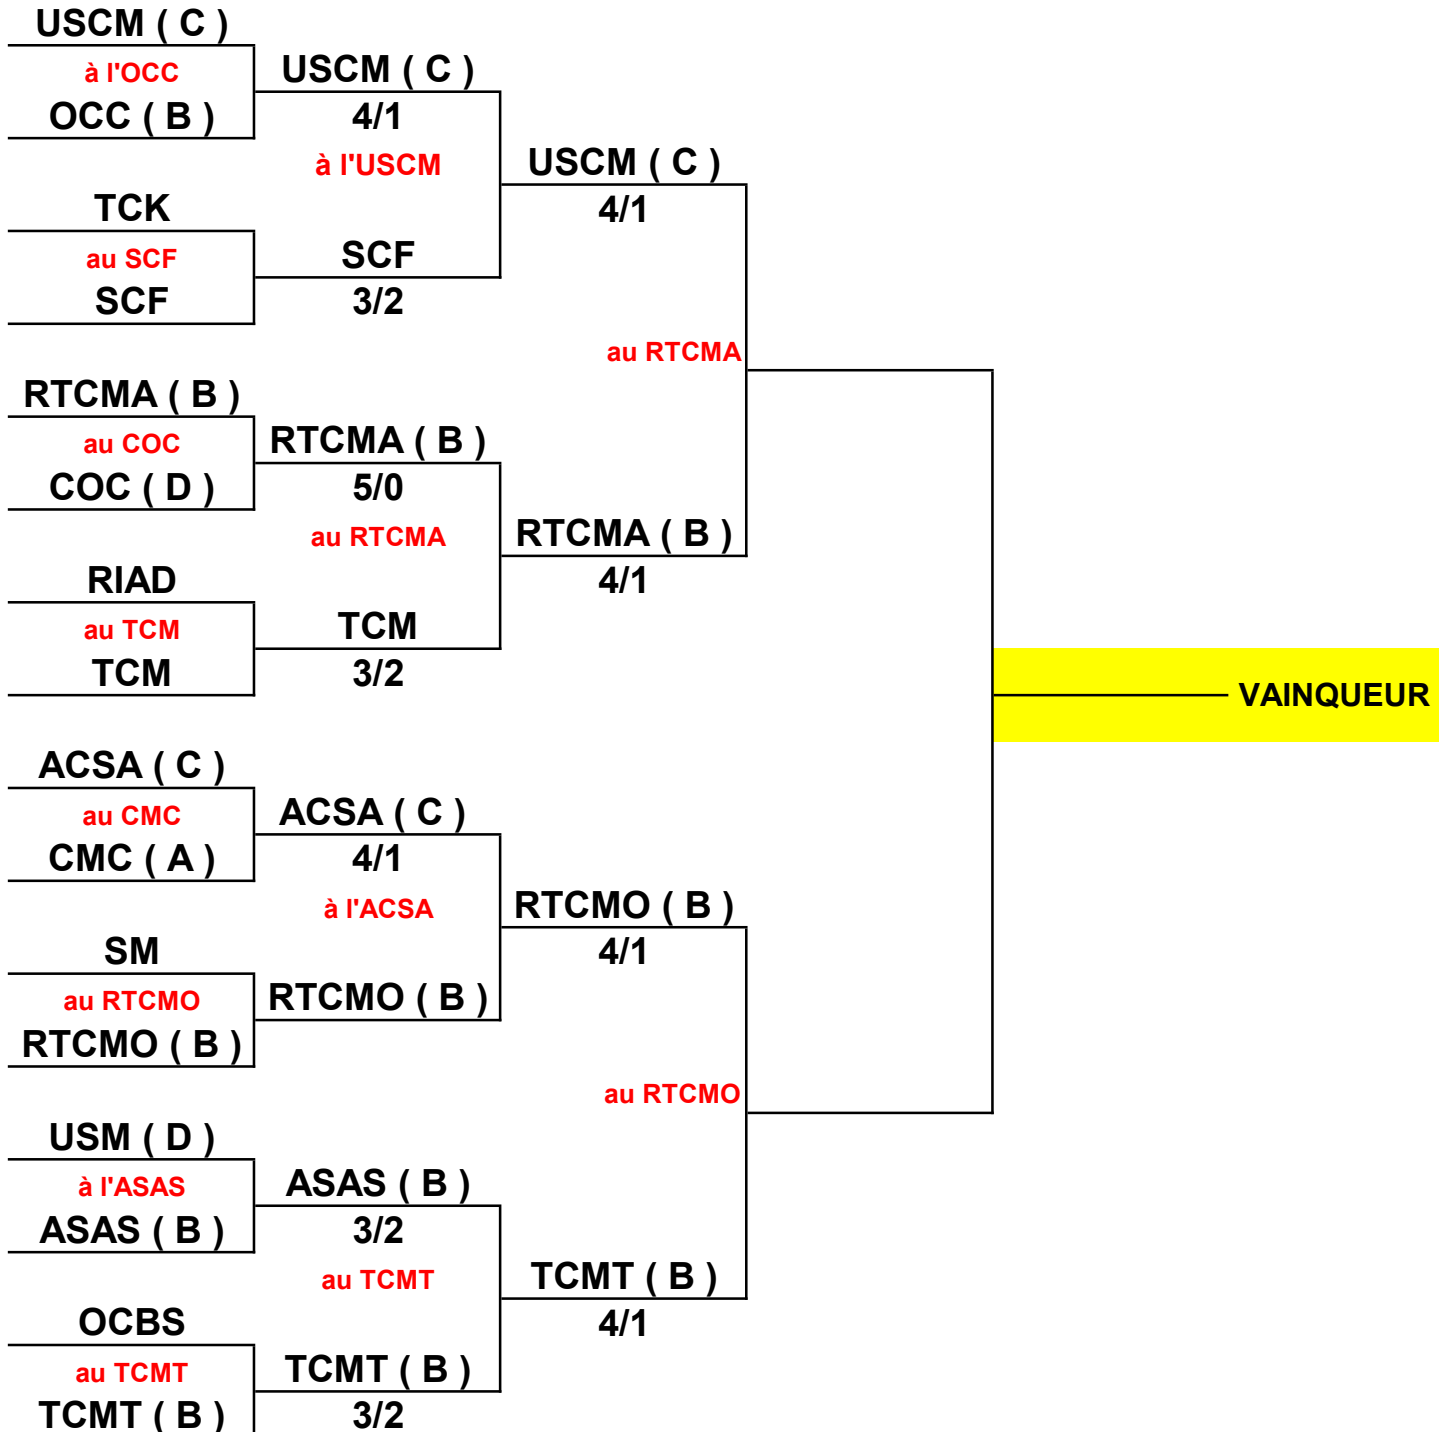 USCM ( C )
à l'OCC
USCM ( C )
OCC ( B )
4/1
à l'USCM
USCM ( C )
TCK
4/1
au SCF
SCF
SCF
3/2
au RTCMA
RTCMA ( B )
au COC
RTCMA ( B )
COC ( D )
5/0
au RTCMA
RTCMA ( B )
RIAD
4/1
au TCM
TCM
TCM
3/2
VAINQUEUR
ACSA ( C )
au CMC
ACSA ( C )
CMC ( A )
4/1
à l'ACSA
RTCMO ( B )
SM
4/1
au RTCMO
RTCMO ( B )
RTCMO ( B )
au RTCMO
USM ( D )
à l'ASAS
ASAS ( B )
ASAS ( B )
3/2
au TCMT
TCMT ( B )
OCBS
4/1
au TCMT
TCMT ( B )
TCMT ( B )
3/2